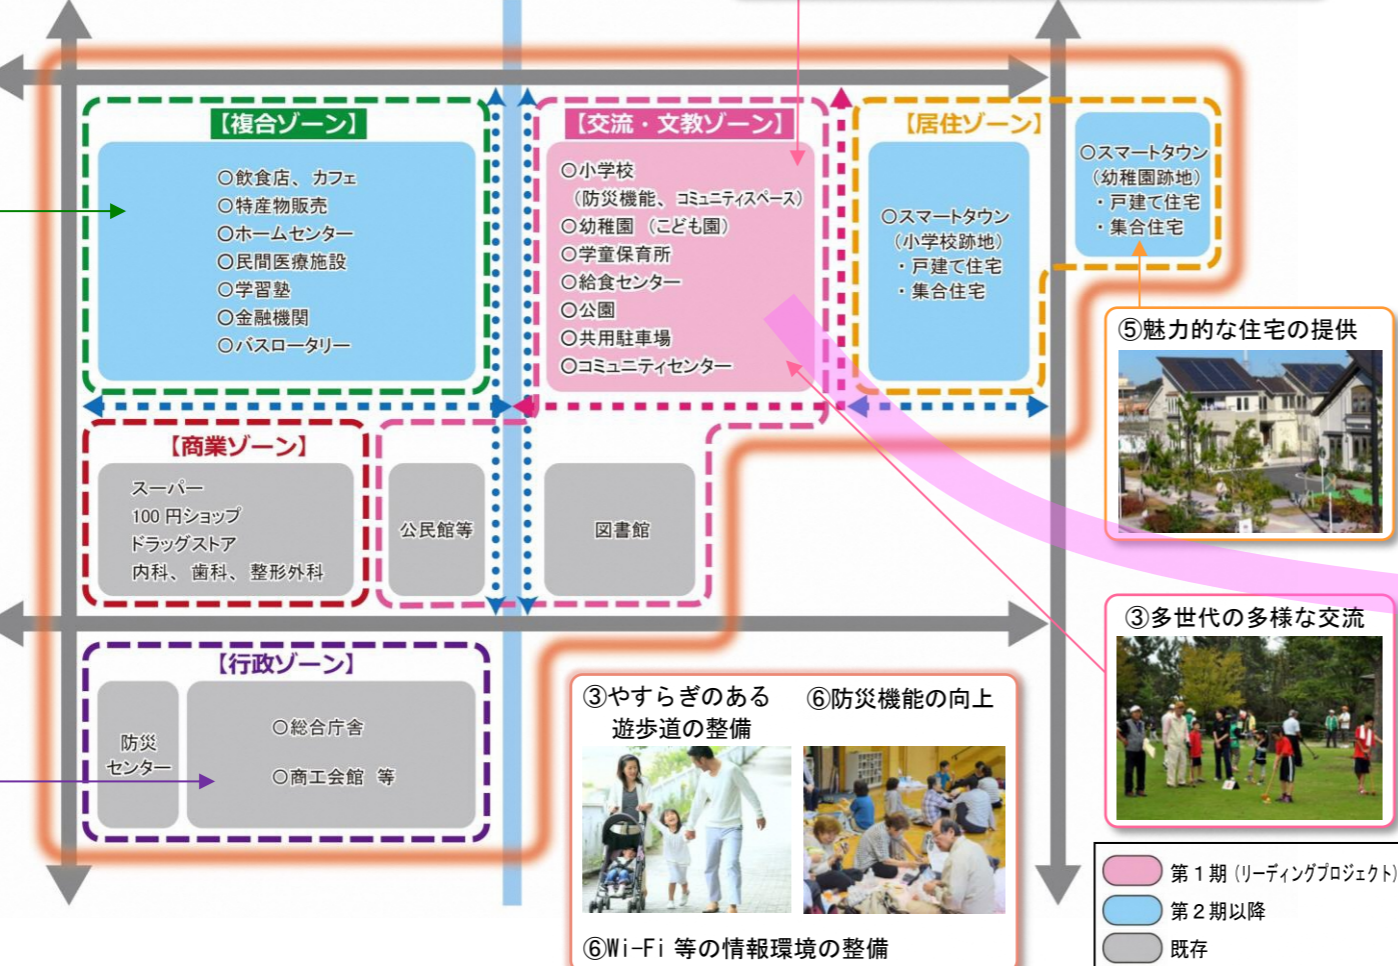 【複合ゾーン】
○飲食店、カフェ
○特産物販売
○ホームセンター
○民間医療施設
○学習塾
○金融機関
○バスロータリー
【交流・文教ゾーン】
○小学校
（防災機能、コミュニティスペース）
○幼稚園（こども園）
○学童保育所
○給食センター
○公園
○共用駐車場
○コミュニティセンター
【居住ゾーン】
○スマートタウン
（小学校跡地）
・戸建て住宅
・集合住宅
○スマートタウン
（幼稚園跡地）
・戸建て住宅
・集合住宅
⑤魅力的な住宅の提供
【商業ゾーン】
スーパー
100円ショップ
ドラッグストア
内科、歯科、整形外科
公民館等
図書館
③多世代の多様な交流
【行政ゾーン】
防災
センター
○総合庁舎
○商工会館 等
③やすらぎのある
遊歩道の整備
⑥防災機能の向上
⑥Wi-Fi 等の情報環境の整備
第1期（リーディングプロジェクト）
第2期以降
既存